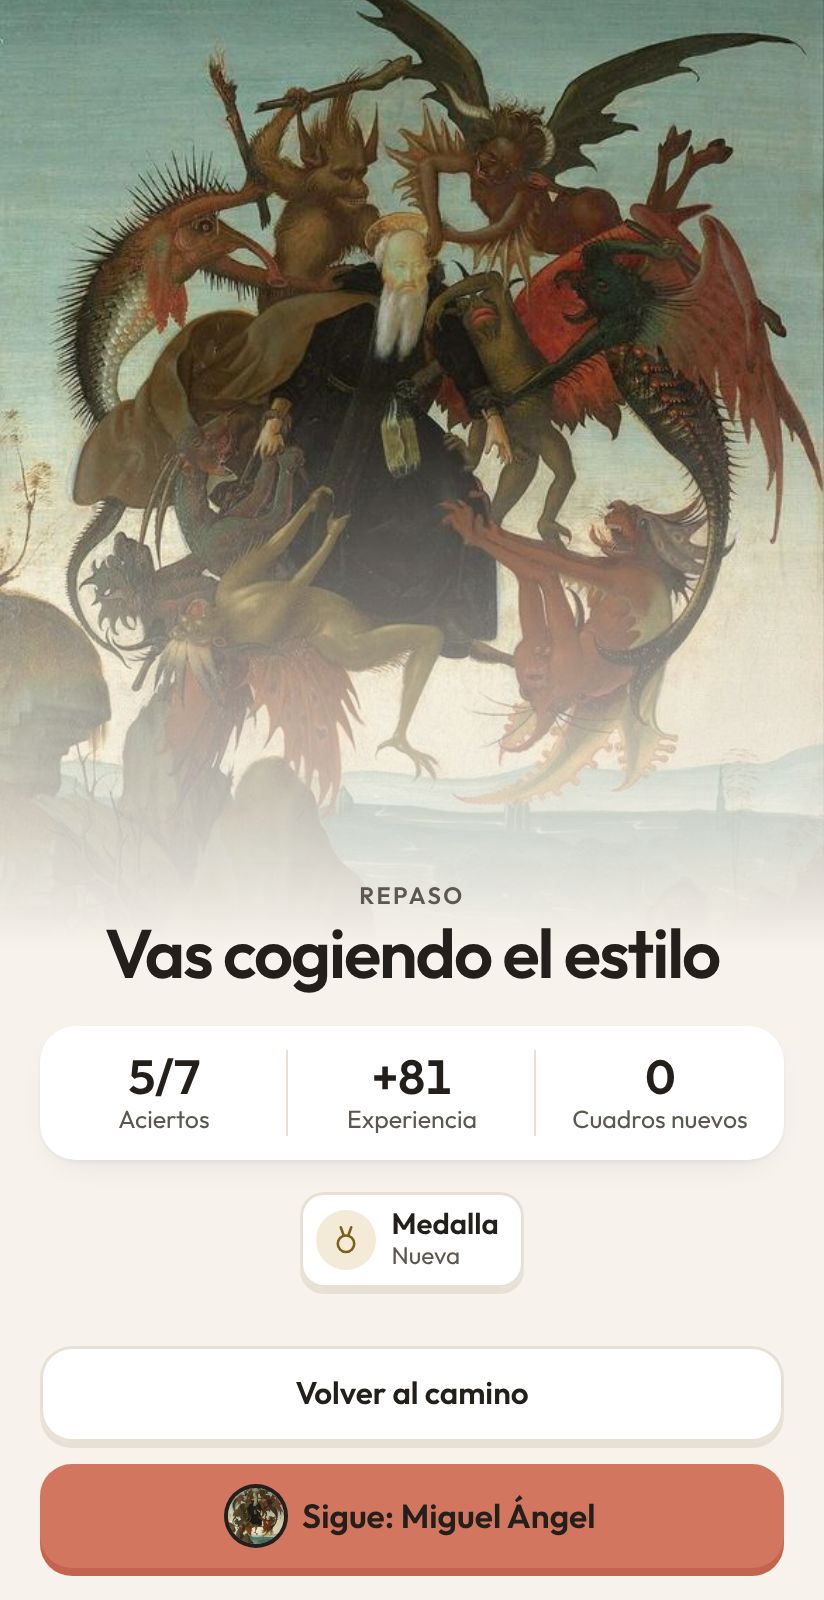 REPASO
Vas cogiendo el estilo
5/7
Aciertos
+81
Experiencia
0
Cuadros nuevos
Medalla
Nueva
Volver al camino
Sigue: Miguel Ángel